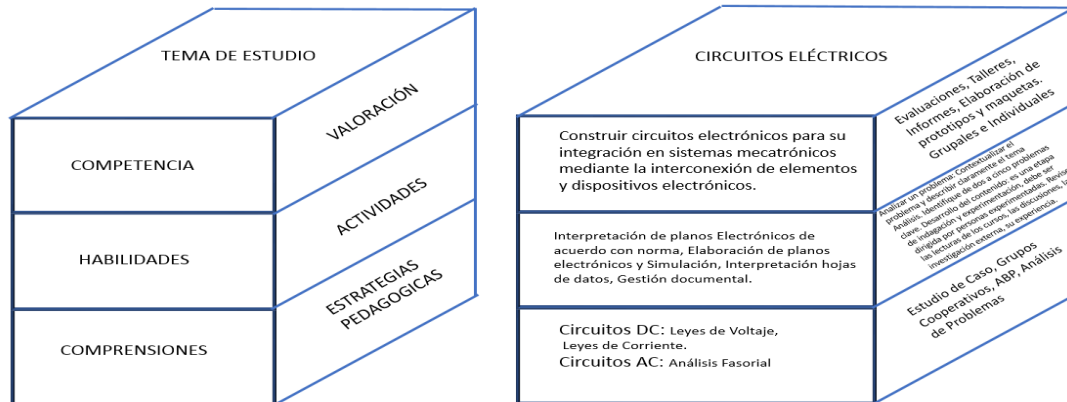 TEMA DE ESTUDIO
COMPETENCIA
HABILIDADES
COMPRENSIONES
VALORACIÓN
ACTIVIDADES
ESTRATEGIAS
PEDAGOGICAS
CIRCUITOS ELÉCTRICOS
Construir circuitos electrónicos para su
integración en sistemas mecatrónicos
mediante la interconexión de elementos
y dispositivos electrónicos.
Interpretación de planos Electrónicos de
acuerdo con norma, Elaboración de planos
electrónicos y Simulación, Interpretación hojas
de datos, Gestión documental.
Circuitos DC: Leyes de Voltaje,
Leyes de Corriente.
Circuitos AC: Análisis Fasorial
Evaluaciones, Talleres,
Informes, Elaboración de
prototipos y maquetas.
Grupales e Individuales
Analizar un problema: Contextualizar el
problema y describir claramente el tema
Análisis. Identifique de dos a cinco problemas
clave. Desarrollo del contenido: es una etapa
de indagación y experimentación, debe ser
dirigida por personas experimentadas. Revise
las lecturas de los cursos, las discusiones, la
investigación externa, su experiencia.
Estudio de Caso, Grupos
Cooperativos, ABP, Análisis
de Problemas